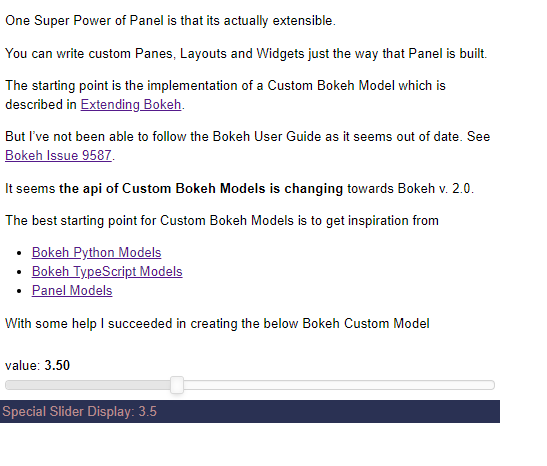 One Super Power of Panel is that its actually extensible.
You can write custom Panes, Layouts and Widgets just the way that Panel is built.
The starting point is the implementation of a Custom Bokeh Model which is
described in Extending Bokeh.
But I've not been able to follow the Bokeh User Guide as it seems out of date. See
Bokeh Issue 9587.
It seems the api of Custom Bokeh Models is changing towards Bokeh v. 2.0.
The best starting point for Custom Bokeh Models is to get inspiration from
• Bokeh Python Models
• Bokeh TypeScript Models
• Panel Models
With some help I succeeded in creating the below Bokeh Custom Model
value: 3.50
Special Slider Display: 3.5